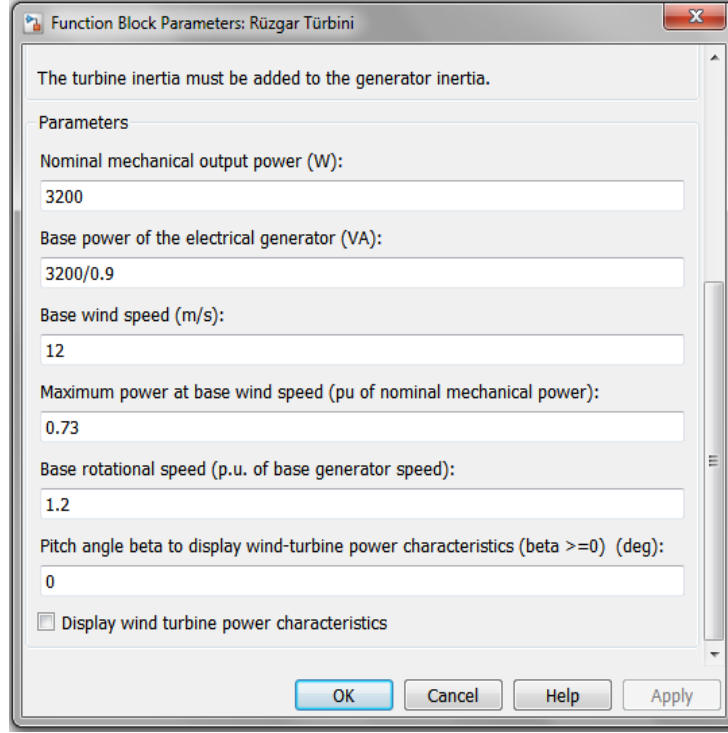 Function Block Parameters: Rüzgar Türbini
The turbine inertia must be added to the generator inertia.
Parameters
Nominal mechanical output power (W):
3200
Base power of the electrical generator (VA):
3200/0.9
Base wind speed (m/s):
12
Maximum power at base wind speed (pu of nominal mechanical power):
0.73
Base rotational speed (p.u. of base generator speed):
1.2
Pitch angle beta to display wind-turbine power characteristics (beta >=0)  (deg):
0
Display wind turbine power characteristics
OK Cancel Help Apply